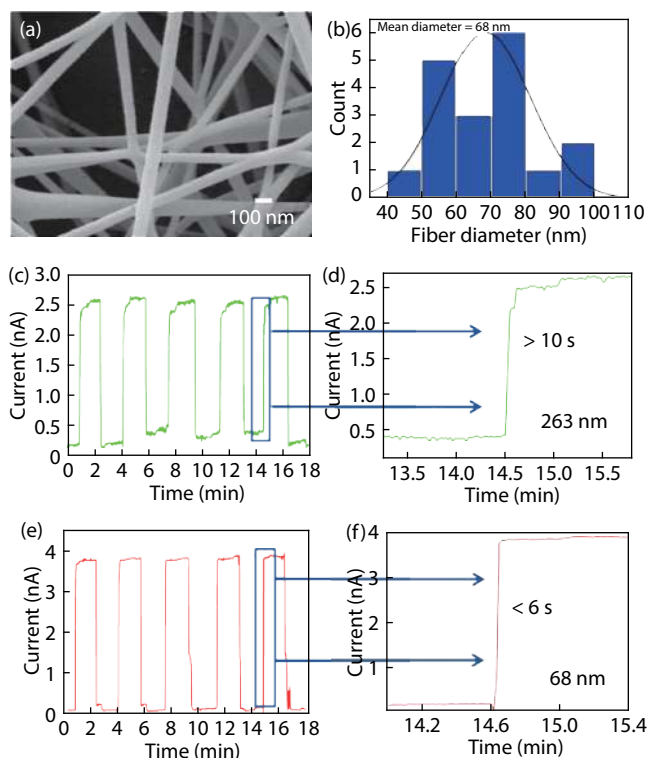 (a)
100 nm
(b)
Mean diameter = 68 nm
6
5
4
3
2
1
0
Count
40 50 60 70 80 90 100 110
Fiber diameter (nm)
(c)
3.0
2.5
2.0
1.5
1.0
0.5
0
Current (nA)
0 2 4 6 8 10 12 14 16 18
Time (min)
(d)
2.5
2.0
1.5
1.0
0.5
Current (nA)
> 10 s
263 nm
13.5 14.0 14.5 15.0 15.5
Time (min)
(e)
4
3
2
1
0
Current (nA)
0 2 4 6 8 10 12 14 16 18
Time (min)
(f)
4
3
2
1
Current (nA)
< 6 s
68 nm
14.2 14.6 15.0 15.4
Time (min)